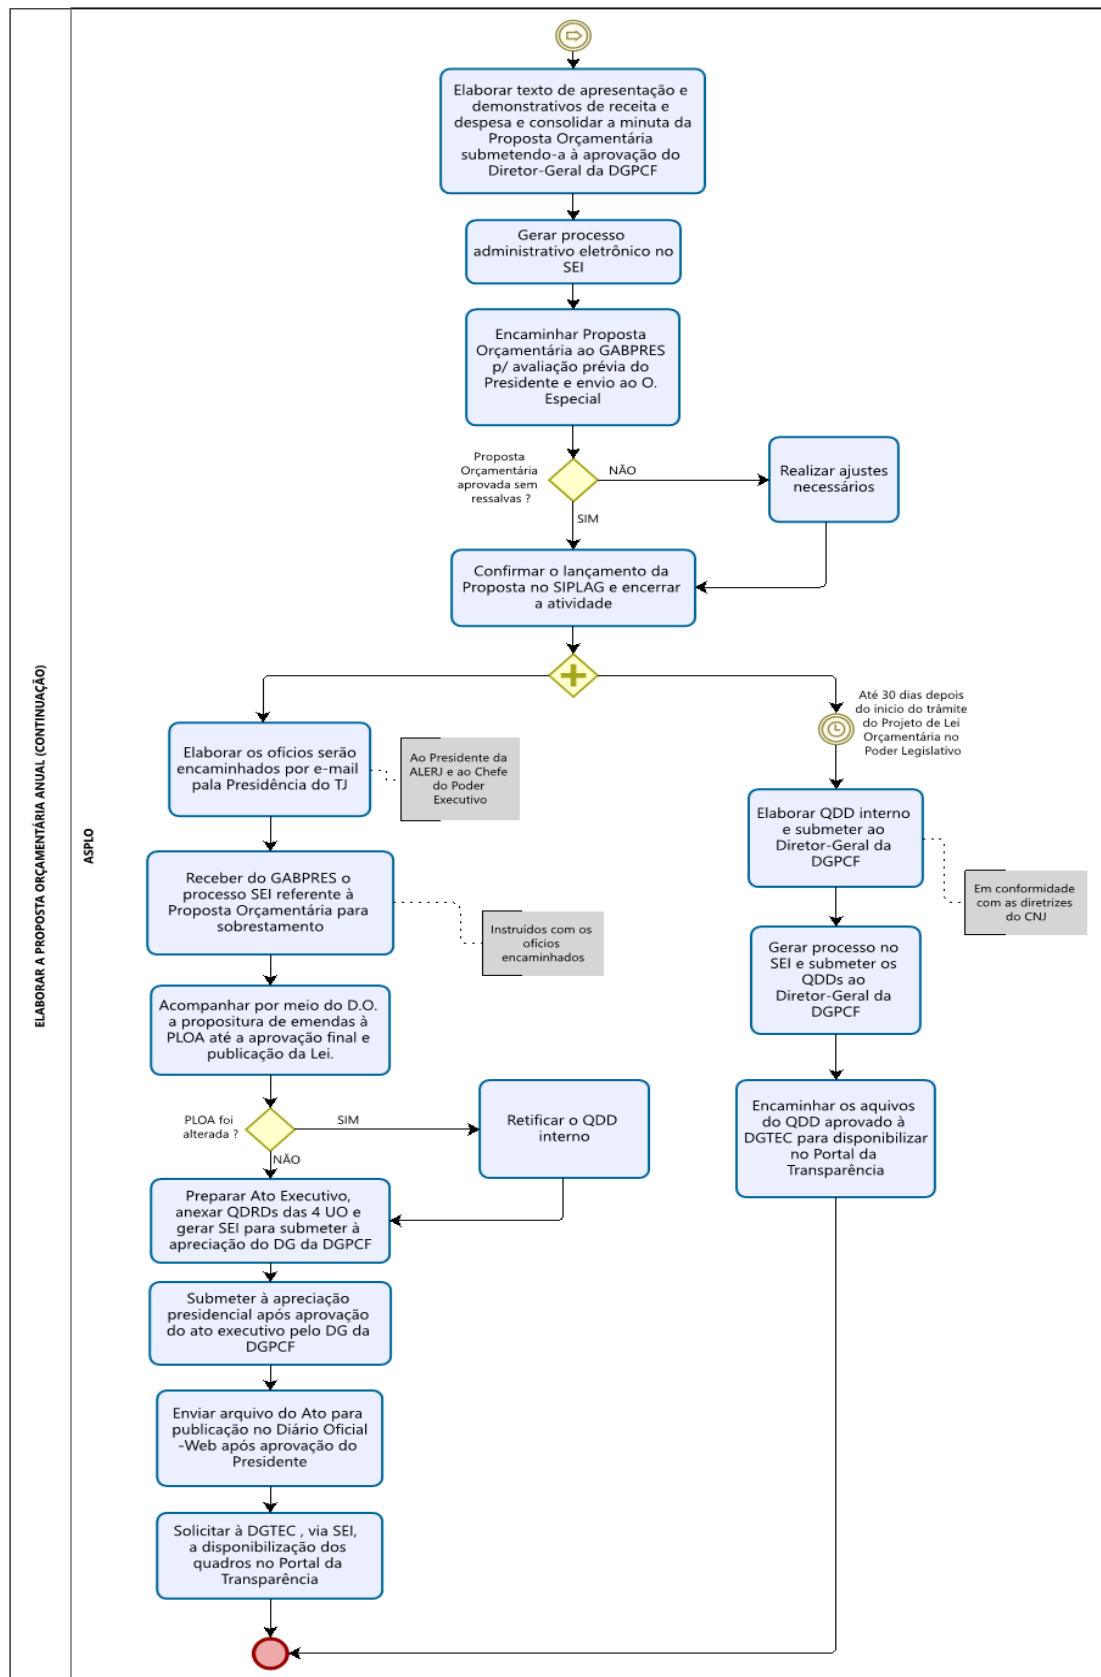 ELABORAR A PROPOSTA ORÇAMENTÁRIA ANUAL (CONTINUAÇÃO)
ASPLO
Elaborar texto de apresentação e
demonstrativos de receita e
despesa e consolidar a minuta da
Proposta Orçamentária
submetendo-a à aprovação do
Diretor-Geral da DGPCF
Gerar processo
administrativo eletrônico no
SEI
Encaminhar Proposta
Orçamentária ao GABPRES
p/ avaliação prévia do
Presidente e envio ao O.
Especial
Proposta
Orçamentária
aprovada sem
ressalvas ?
NÃO
Realizar ajustes
necessários
SIM
Confirmar o lançamento da
Proposta no SIPLAG e encerrar
a atividade
Elaborar os ofícios serão
encaminhados por e-mail
pala Presidência do TJ
Ao Presidente da
ALERJ e ao Chefe
do Poder
Executivo
Receber do GABPRES o
processo SEI referente à
Proposta Orçamentária para
sobrestamento
Instruídos com os
ofícios
encaminhados
Acompanhar por meio do D.O.
a propositura de emendas à
PLOA até a aprovação final e
publicação da Lei.
PLOA foi
alterada ?
SIM
Retificar o QDD
interno
NÃO
Preparar Ato Executivo,
anexar QDRDs das 4 UO e
gerar SEI para submeter à
apreciação do DG da DGPCF
Submeter à apreciação
presidencial após aprovação
do ato executivo pelo DG da
DGPCF
Enviar arquivo do Ato para
publicação no Diário Oficial
-Web após aprovação do
Presidente
Solicitar à DGTEC , via SEI,
a disponibilização dos
quadros no Portal da
Transparência
Até 30 dias depois
do inicio do trâmite
do Projeto de Lei
Orçamentária no
Poder Legislativo
Elaborar QDD interno
e submeter ao
Diretor-Geral da
DGPCF
Em conformidade
com as diretrizes
do CNJ
Gerar processo no
SEI e submeter os
QDDs ao
Diretor-Geral da
DGPCF
Encaminhar os aquivos
do QDD aprovado à
DGTEC para disponibilizar
no Portal da
Transparência